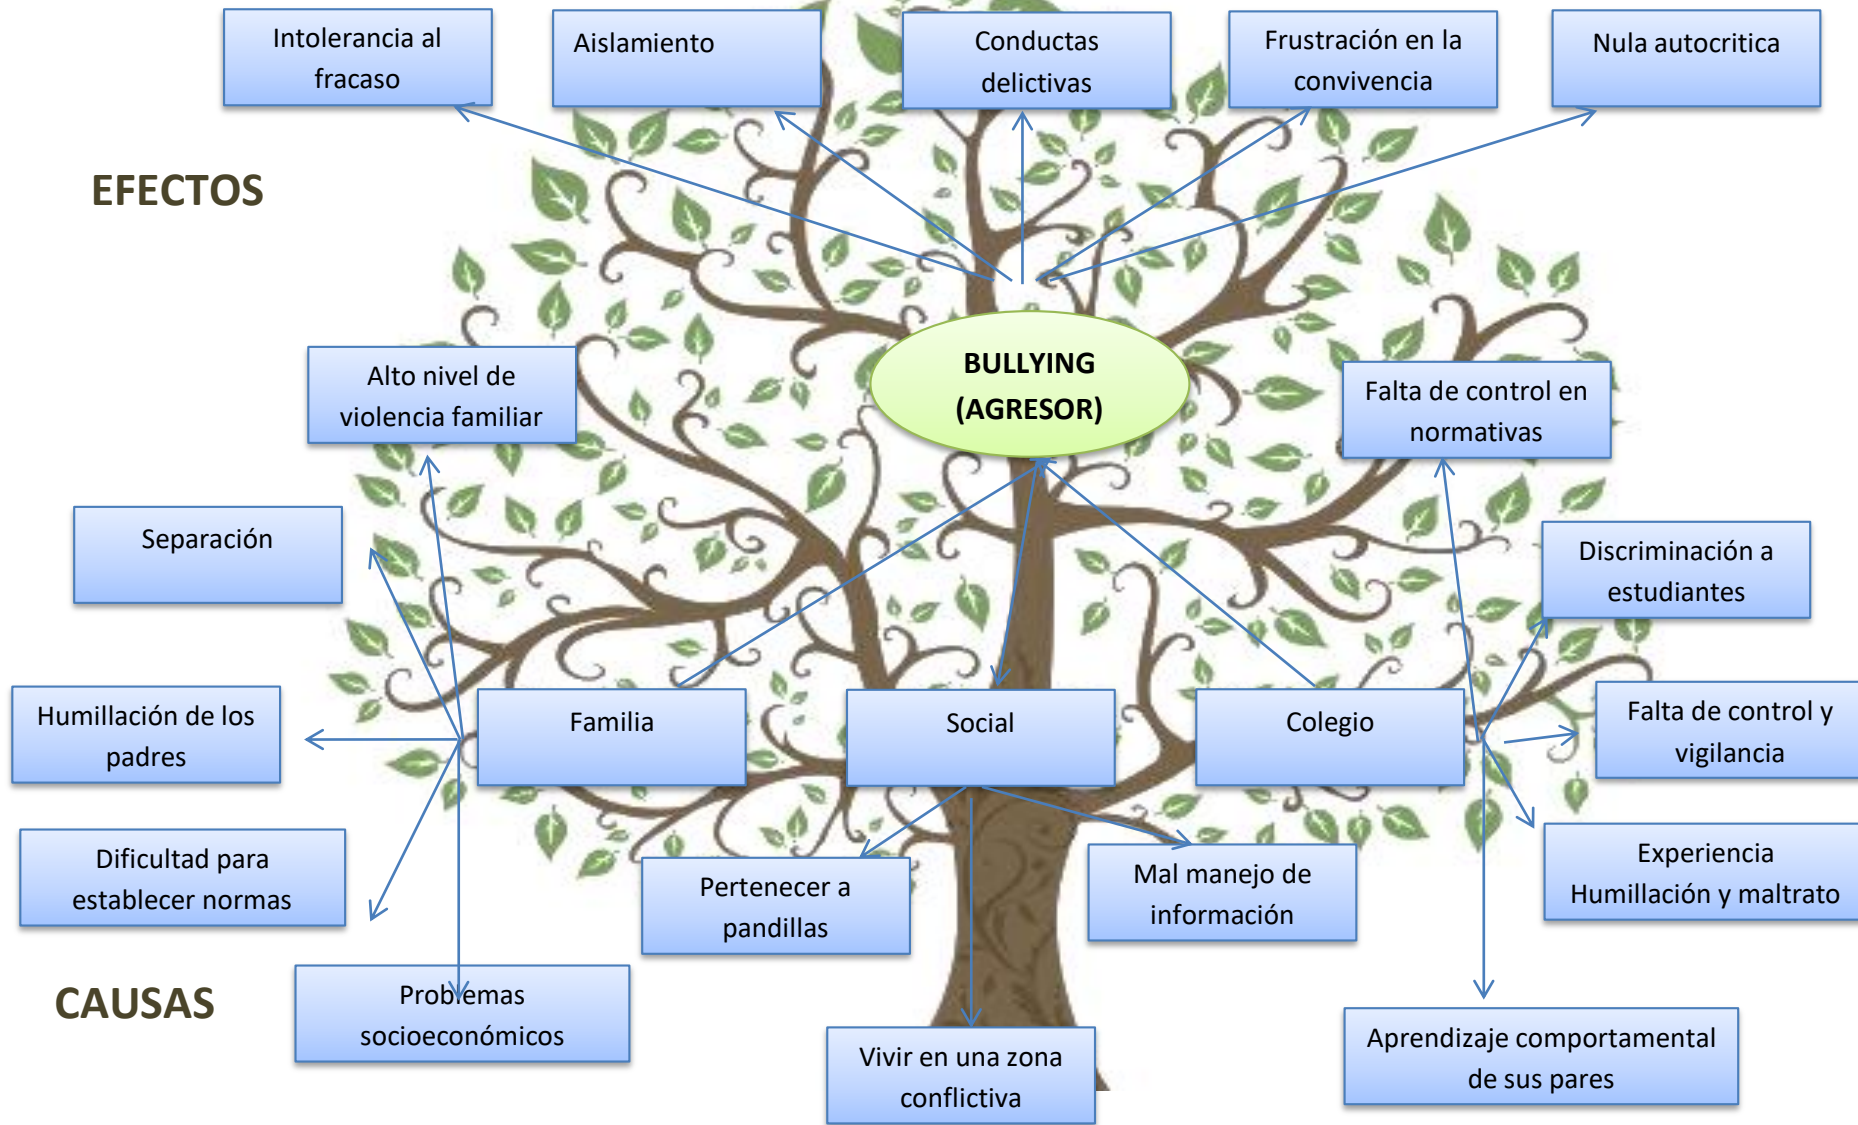 Intolerancia al
fracaso
Aislamiento
Conductas
delictivas
Frustración en la
convivencia
Nula autocritica
EFECTOS
BULLYING
(AGRESOR)
Alto nivel de
violencia familiar
Falta de control en
normativas
Separación
Discriminación a
estudiantes
Humillación de los
padres
Familia
Social
Colegio
Falta de control y
vigilancia
Dificultad para
establecer normas
Pertenecer a
pandillas
Mal manejo de
información
Experiencia
Humillación y maltrato
CAUSAS
Problemas
socioeconómicos
Vivir en una zona
conflictiva
Aprendizaje comportamental
de sus pares